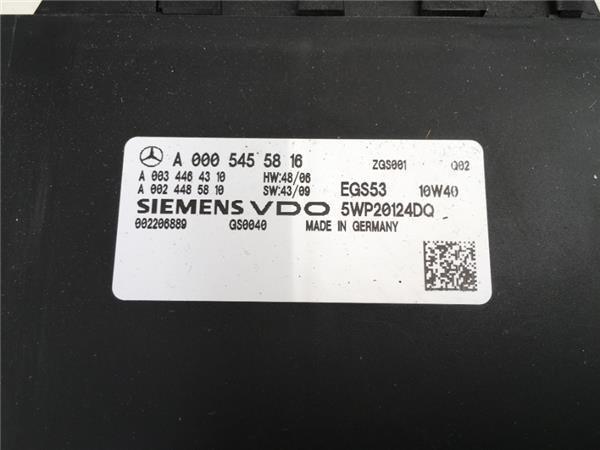 A 000 545 58 16 ZGS001 Q02
A 003 446 43 10 HW:48/06
A 002 448 58 10 SW:43/09 EGS53 10W40
SIEMENS VDO 5WP20124DQ
002206889 GS0040 MADE IN GERMANY